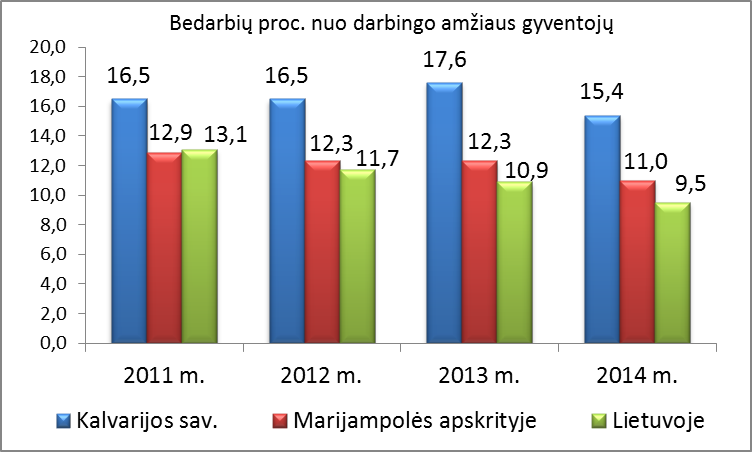 Bedarbių proc. nuo darbingo amžiaus gyventojų
20,0
18,0
16,0
14,0
12,0
10,0
8,0
6,0
4,0
2,0
0,0
16,5 12,9 13,1
16,5 12,3 11,7
17,6 12,3 10,9
15,4 11,0 9,5
2011 m. 2012 m. 2013 m. 2014 m.
Kalvarijos sav. Marijampolės apskrityje Lietuvoje